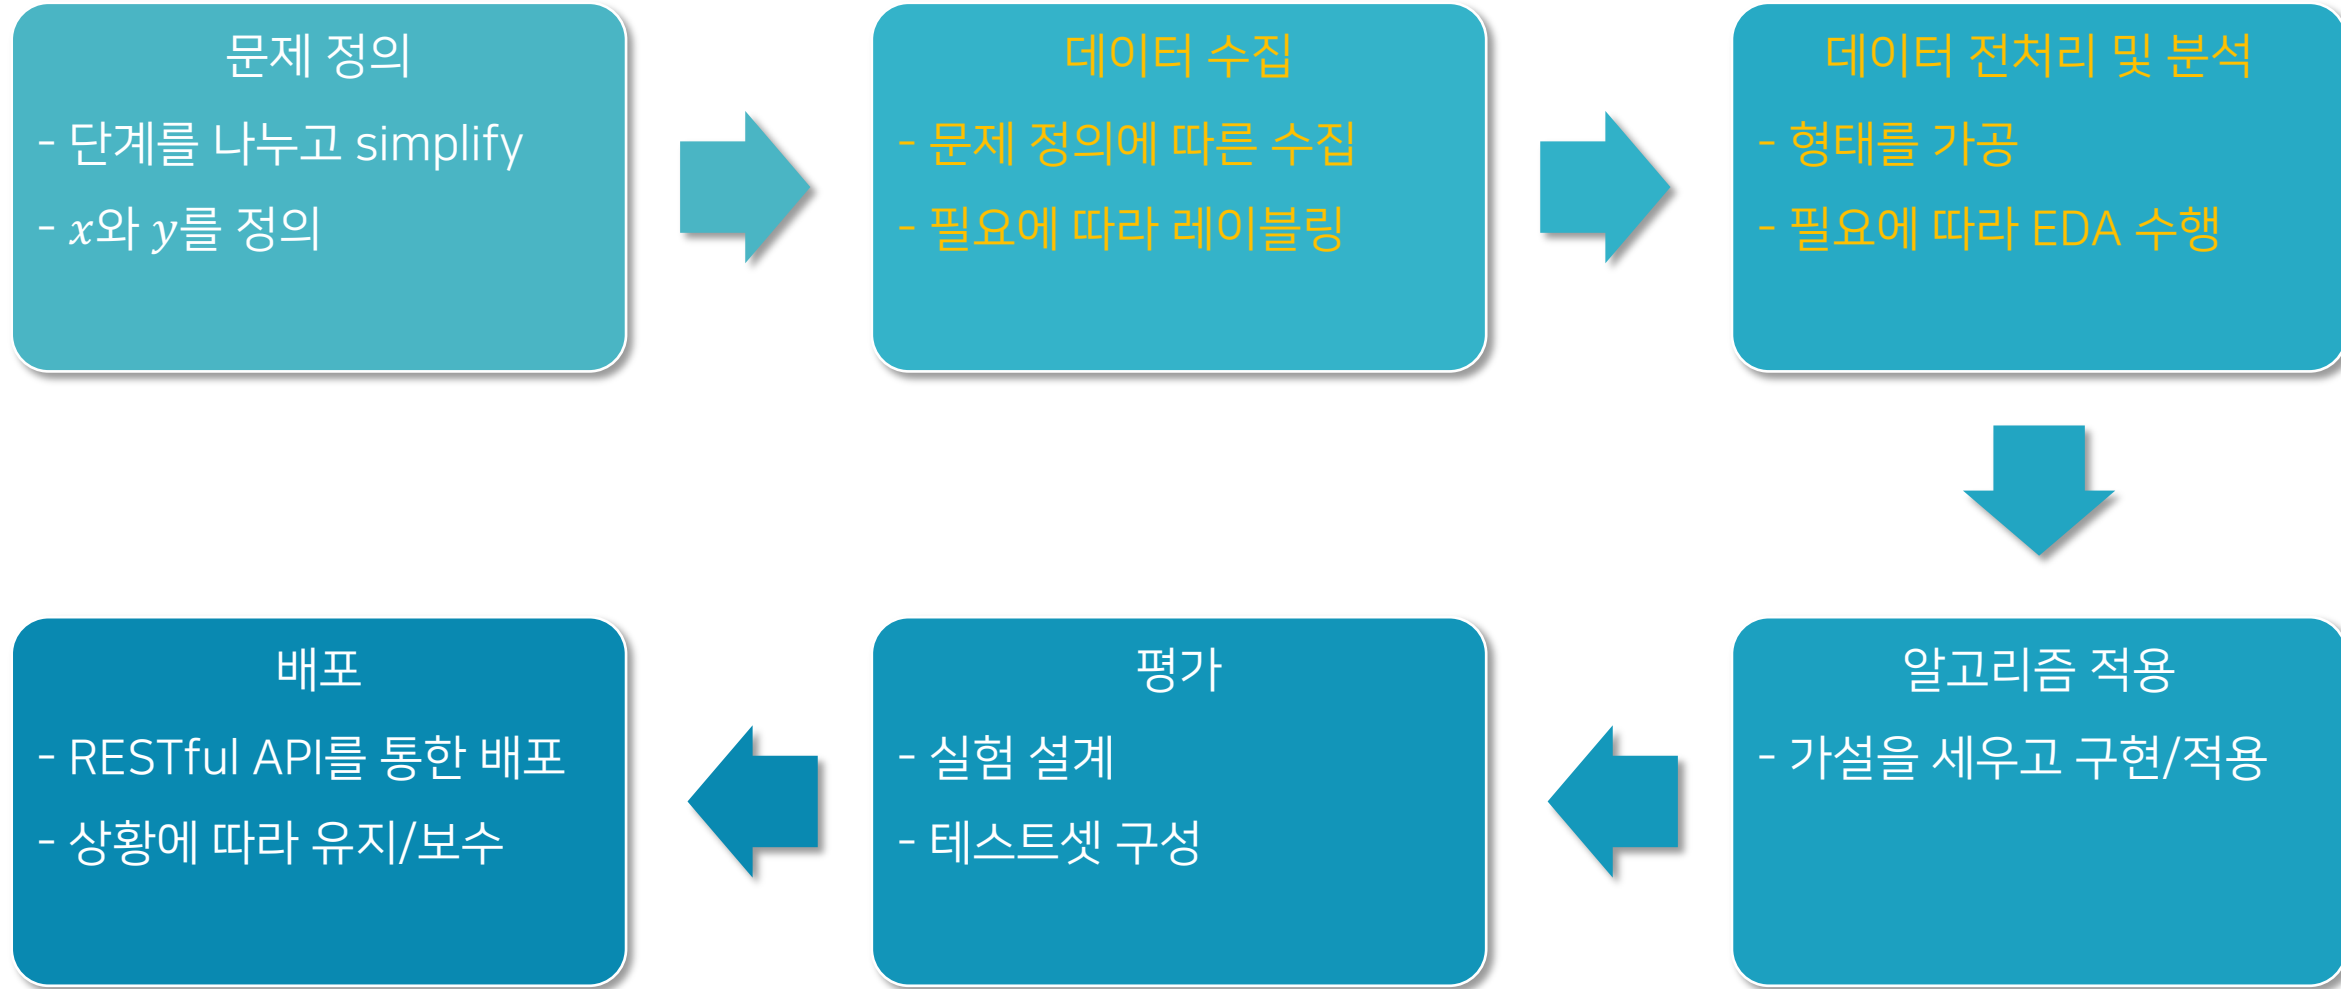 문제 정의
- 단계를 나누고 simplify
- x와 y를 정의
데이터 수집
- 문제 정의에 따른 수집
- 필요에 따라 레이블링
데이터 전처리 및 분석
- 형태를 가공
- 필요에 따라 EDA 수행
알고리즘 적용
- 가설을 세우고 구현/적용
평가
- 실험 설계
- 테스트셋 구성
배포
- RESTful API를 통한 배포
- 상황에 따라 유지/보수